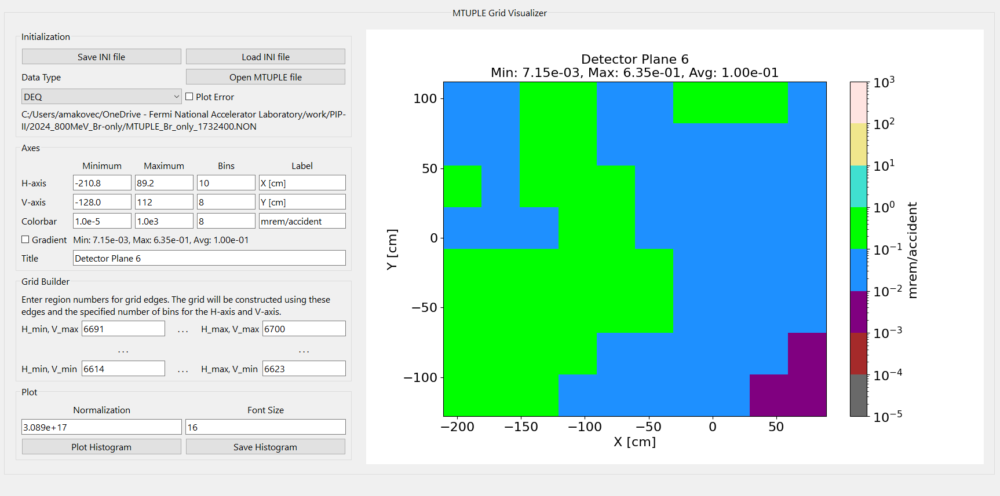 MTUPLE Grid Visualizer
Initialization
Save INI file
Load INI file
Data Type
Open MTUPLE file
DEQ
Plot Error
C:/Users/amakovec/OneDrive - Fermi National Accelerator Laboratory/work/PIP-
II/2024_800MeV_Br-only/MTUPLE_Br_only_1732400.NON
Axes
Minimum Maximum Bins Label
H-axis -210.8 89.2 10 X [cm]
V-axis -128.0 112 8 Y [cm]
Colorbar 1.0e-5 1.0e3 8 mrem/accident
Gradient Min: 7.15e-03, Max: 6.35e-01, Avg: 1.00e-01
Title Detector Plane 6
Grid Builder
Enter region numbers for grid edges. The grid will be constructed using these
edges and the specified number of bins for the H-axis and V-axis.
H_min, V_max 6691 ... H_max, V_max 6700
... ...
H_min, V_min 6614 ... H_max, V_min 6623
Plot
Normalization Font Size
3.089e+17 16
Plot Histogram Save Histogram
Detector Plane 6
Min: 7.15e-03, Max: 6.35e-01, Avg: 1.00e-01
100
50
0
−50
−100
Y [cm]
−200 −150 −100 −50 0 50
X [cm]
10³
10²
10¹
10⁰
10⁻¹
10⁻²
10⁻³
10⁻⁴
10⁻⁵
mrem/accident